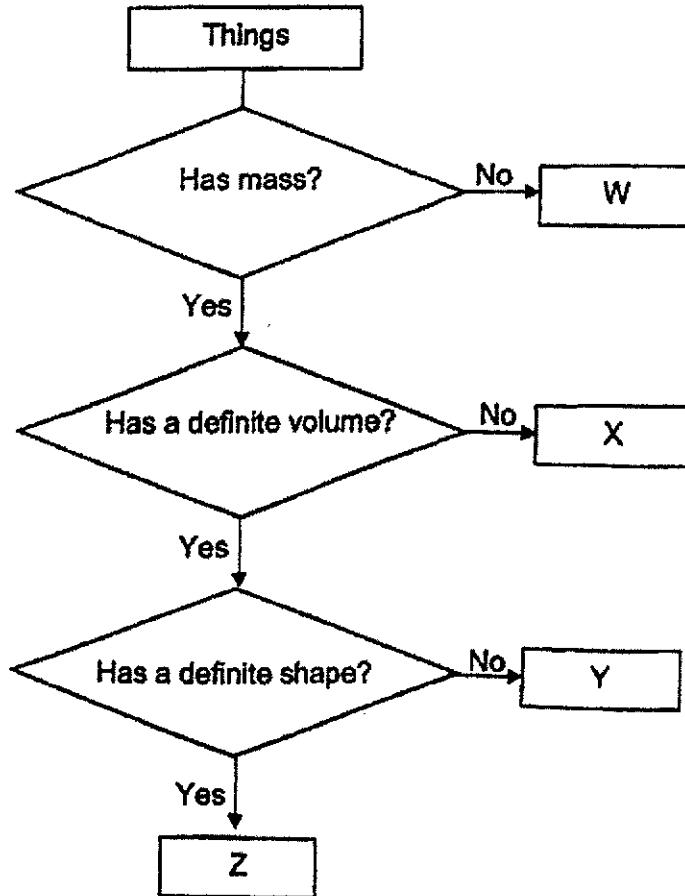 Things
Has mass?
No
W
Yes
Has a definite volume?
No
X
Yes
Has a definite shape?
No
Y
Yes
Z